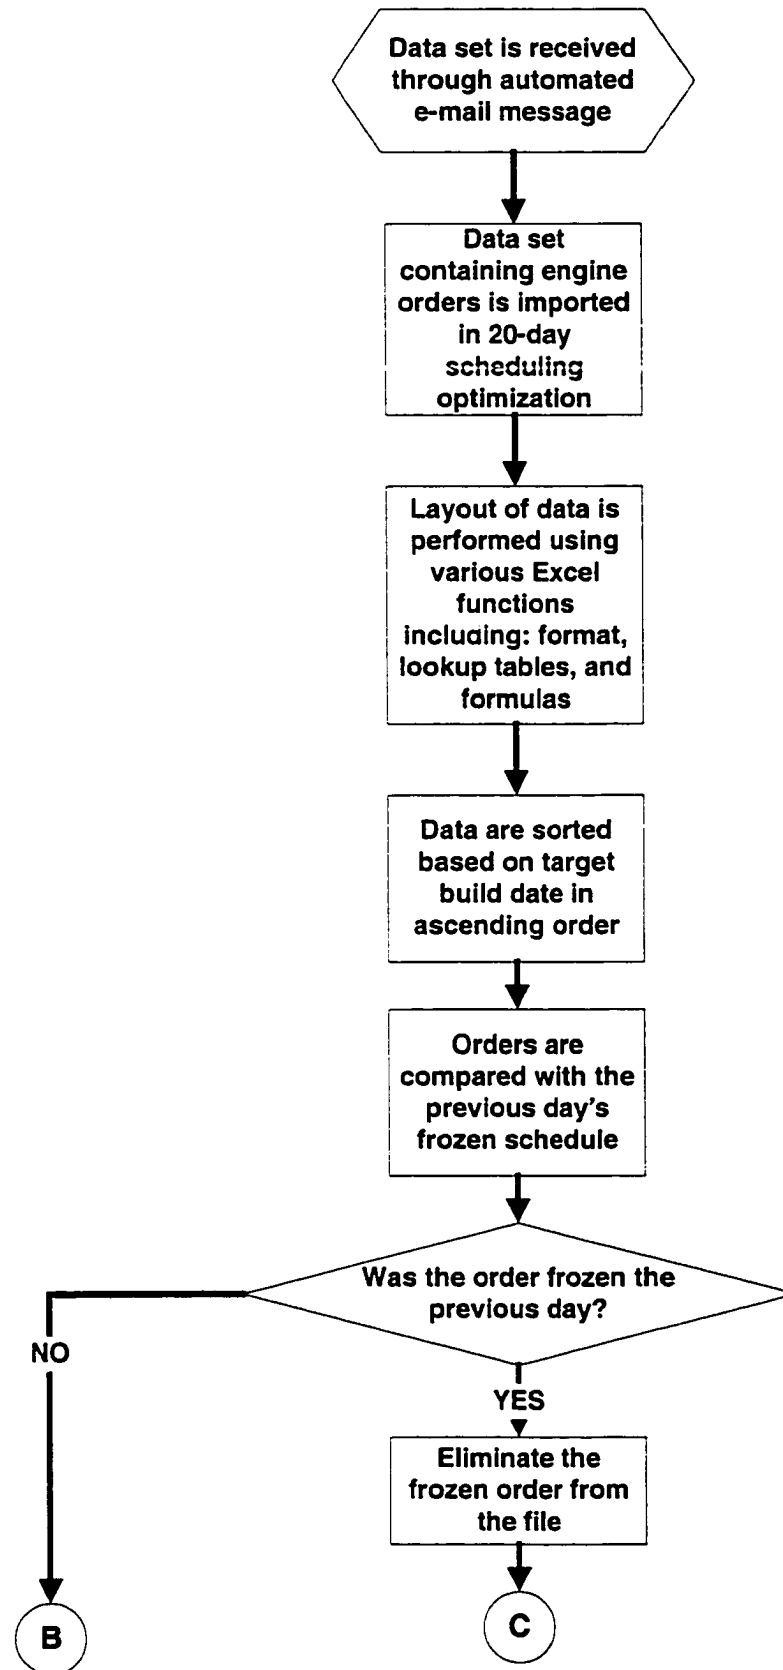 Data set is received
through automated
e-mail message
Data set
containing engine
orders is imported
in 20-day
scheduling
optimization
Layout of data is
performed using
various Excel
functions
including: format,
lookup tables, and
formulas
Data are sorted
based on target
build date in
ascending order
Orders are
compared with the
previous day's
frozen schedule
Was the order frozen the
previous day?
NO
YES
Eliminate the
frozen order from
the file
B
C